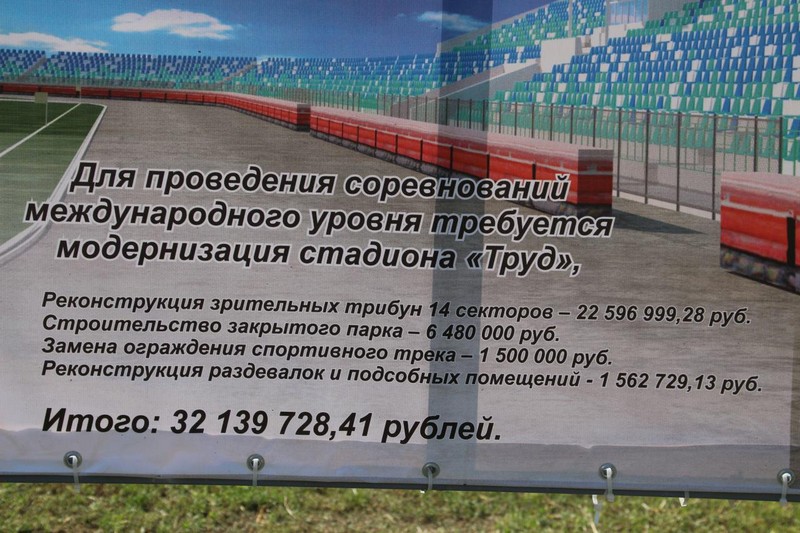 Для проведения соревнований
международного уровня требуется
модернизация стадиона «Труд»,
Реконструкция зрительных трибун 14 секторов – 22 596 999,28 руб.
Строительство закрытого парка – 6 480 000 руб.
Замена ограждения спортивного трека – 1 500 000 руб.
Реконструкция раздевалок и подсобных помещений - 1 562 729,13 руб.
Итого: 32 139 728,41 рублей.